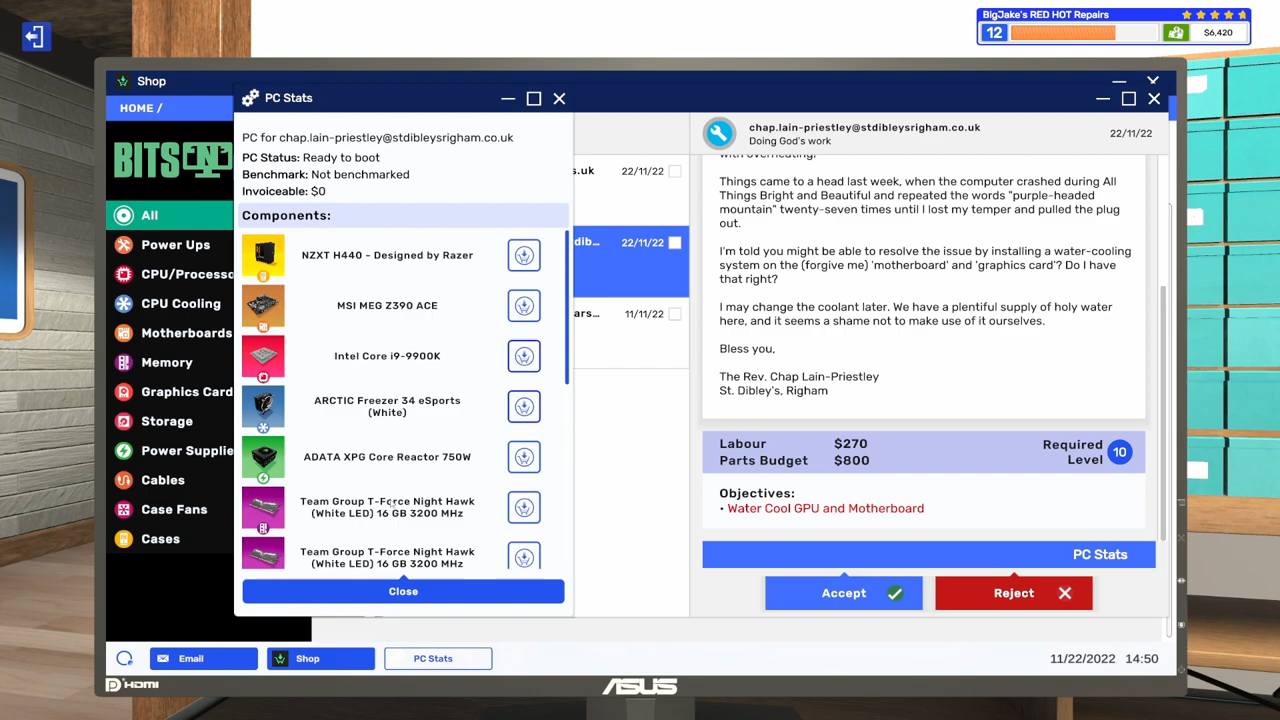 BigJake's RED HOT Repairs
12
$6,420
Shop
HOME /
BITS
All
Power Ups
CPU/Processo
CPU Cooling
Motherboards
Memory
Graphics Card
Storage
Power Supplie
Cables
Case Fans
Cases
PC Stats
PC for chap.lain-priestley@stdibleysrigham.co.uk
PC Status: Ready to boot
Benchmark: Not benchmarked
Invoiceable: $0
Components:
NZXT H440 - Designed by Razer
MSI MEG Z390 ACE
Intel Core i9-9900K
ARCTIC Freezer 34 eSports
(White)
ADATA XPG Core Reactor 750W
Team Group T-Force Night Hawk
(White LED) 16 GB 3200 MHz
Team Group T-Force Night Hawk
(White LED) 16 GB 3200 MHz
Close
s.uk 22/11/22
dib... 22/11/22
ars... 11/11/22
chap.lain-priestley@stdibleysrigham.co.uk
Doing God's work
22/11/22
with overheating.
Things came to a head last week, when the computer crashed during All
Things Bright and Beautiful and repeated the words "purple-headed
mountain" twenty-seven times until I lost my temper and pulled the plug
out.
I'm told you might be able to resolve the issue by installing a water-cooling
system on the (forgive me) 'motherboard' and 'graphics card'? Do I have
that right?
I may change the coolant later. We have a plentiful supply of holy water
here, and it seems a shame not to make use of it ourselves.
Bless you,
The Rev. Chap Lain-Priestley
St. Dibley's, Righam
Labour $270
Parts Budget $800
Required
Level 10
Objectives:
• Water Cool GPU and Motherboard
PC Stats
Accept
Reject
Email
Shop
PC Stats
11/22/2022 14:50
HDMI
ASUS